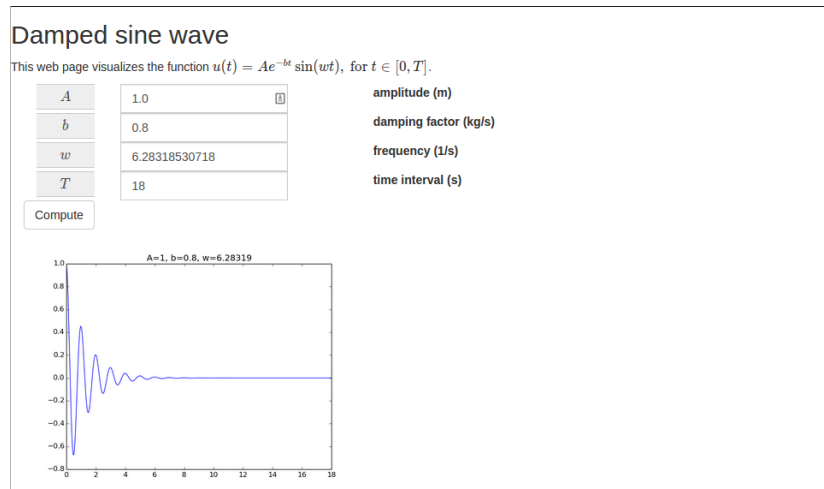 Damped sine wave
This web page visualizes the function u(t) = Ae^{-bt} sin(wt), for t ∈ [0, T].
A 1.0 amplitude (m)
b 0.8 damping factor (kg/s)
w 6.28318530718 frequency (1/s)
T 18 time interval (s)
Compute
A=1, b=0.8, w=6.28319
1.0
0.8
0.6
0.4
0.2
0.0
−0.2
−0.4
−0.6
−0.8
0 2 4 6 8 10 12 14 16 18